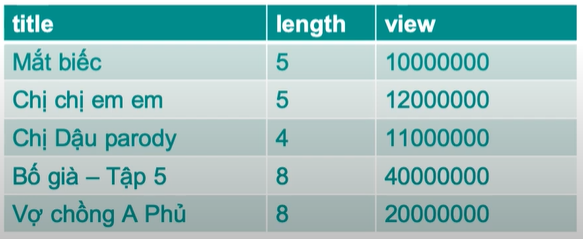 title length view
Mắt biếc 5 10000000
Chị chị em em 5 12000000
Chị Dậu parody 4 11000000
Bố già – Tập 5 8 40000000
Vợ chồng A Phủ 8 20000000